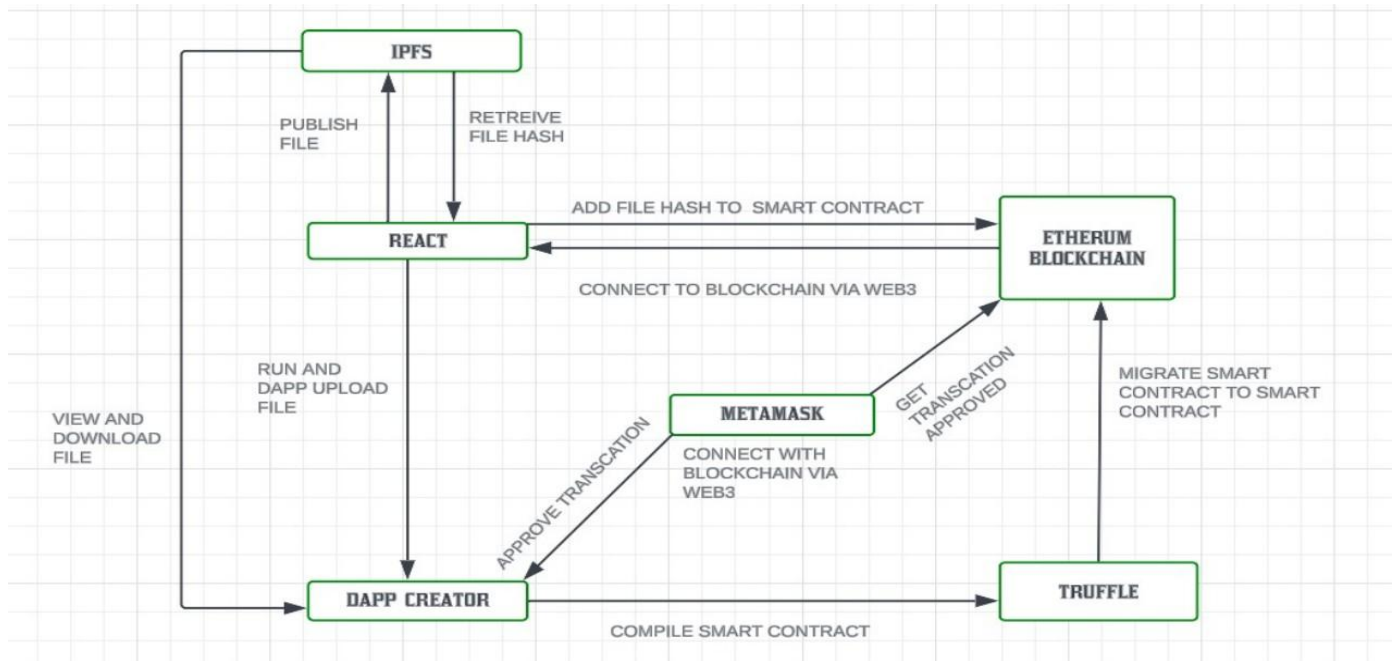 IPFS
PUBLISH
FILE
RETREIVE
FILE HASH
ADD FILE HASH TO SMART CONTRACT
REACT
ETHERUM
BLOCKCHAIN
CONNECT TO BLOCKCHAIN VIA WEB3
RUN AND
DAPP UPLOAD
FILE
VIEW AND
DOWNLOAD
FILE
METAMASK
GET
TRANSCATION
APPROVED
MIGRATE SMART
CONTRACT TO SMART
CONTRACT
CONNECT WITH
BLOCKCHAIN VIA
WEB3
APPROVE TRANSCATION
DAPP CREATOR
TRUFFLE
COMPILE SMART CONTRACT